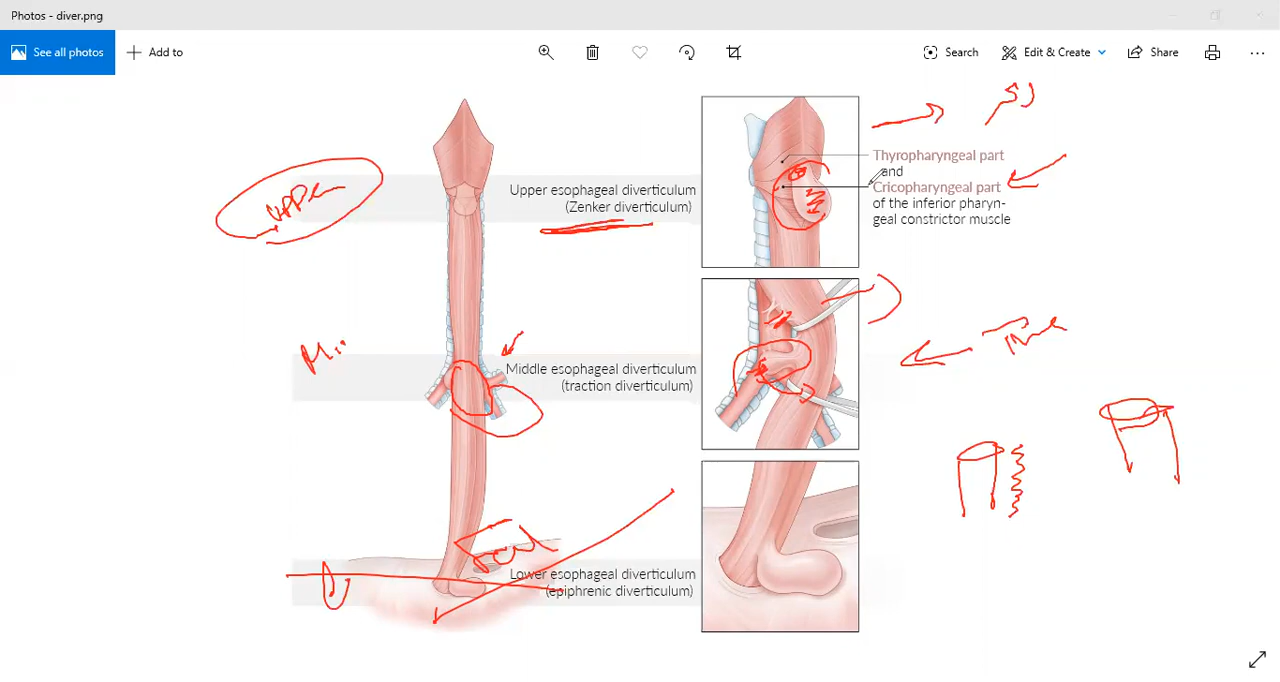 Photos - diver.png
See all photos
Add to
Search
Edit & Create
Share
Upper
Upper esophageal diverticulum
(Zenker diverticulum)
Thyropharyngeal part
and
Cricopharyngeal part
of the inferior pharyn-
geal constrictor muscle
Middle esophageal diverticulum
(traction diverticulum)
Lower esophageal diverticulum
(epiphrenic diverticulum)